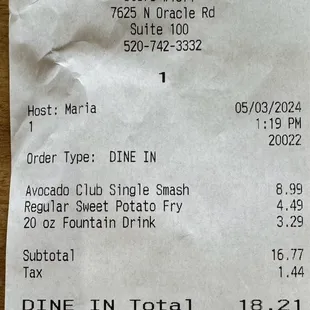 7625 N Oracle Rd
Suite 100
520-742-3332
1
Host: Maria 05/03/2024
1 1:19 PM
20022
Order Type: DINE IN
Avocado Club Single Smash 8.99
Regular Sweet Potato Fry 4.49
20 oz Fountain Drink 3.29
Subtotal 16.77
Tax 1.44
DINE IN Total 18.21